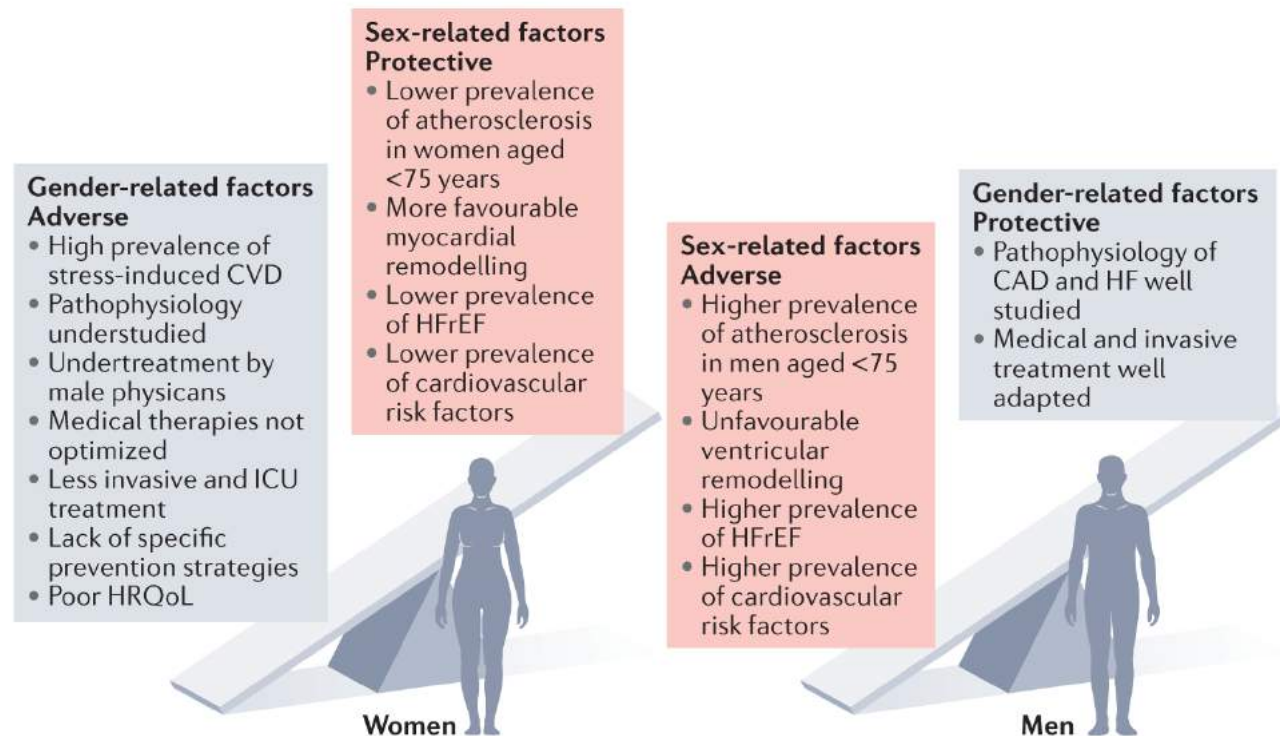 Gender-related factors
Adverse
• High prevalence of
stress-induced CVD
• Pathophysiology
understudied
• Undertreatment by
male physicans
• Medical therapies not
optimized
• Less invasive and ICU
treatment
• Lack of specific
prevention strategies
• Poor HRQoL
Sex-related factors
Protective
• Lower prevalence
of atherosclerosis
in women aged
<75 years
• More favourable
myocardial
remodelling
• Lower prevalence
of HFrEF
• Lower prevalence
of cardiovascular
risk factors
Women
Sex-related factors
Adverse
• Higher prevalence
of atherosclerosis
in men aged <75
years
• Unfavourable
ventricular
remodelling
• Higher prevalence
of HFrEF
• Higher prevalence
of cardiovascular
risk factors
Gender-related factors
Protective
• Pathophysiology of
CAD and HF well
studied
• Medical and invasive
treatment well
adapted
Men